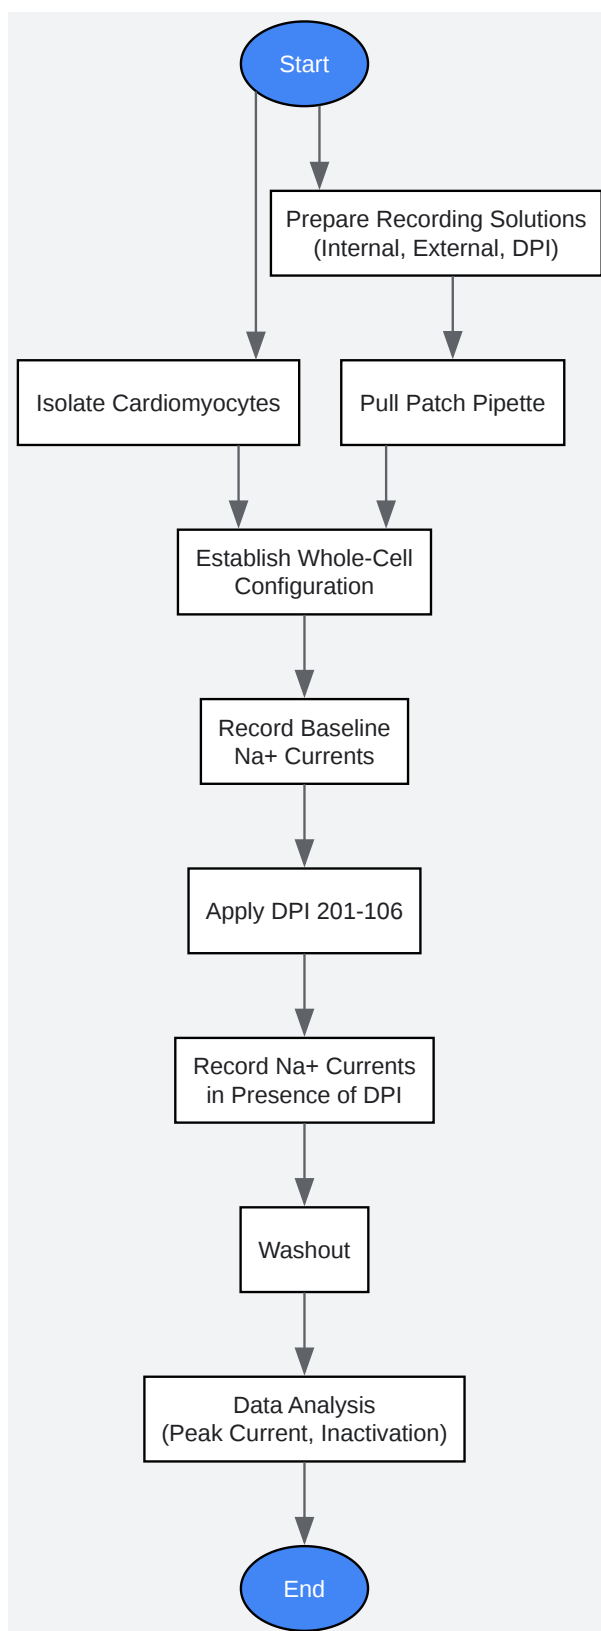 Start
Prepare Recording Solutions
(Internal, External, DPI)
Isolate Cardiomyocytes
Pull Patch Pipette
Establish Whole-Cell
Configuration
Record Baseline
Na+ Currents
Apply DPI 201-106
Record Na+ Currents
in Presence of DPI
Washout
Data Analysis
(Peak Current, Inactivation)
End